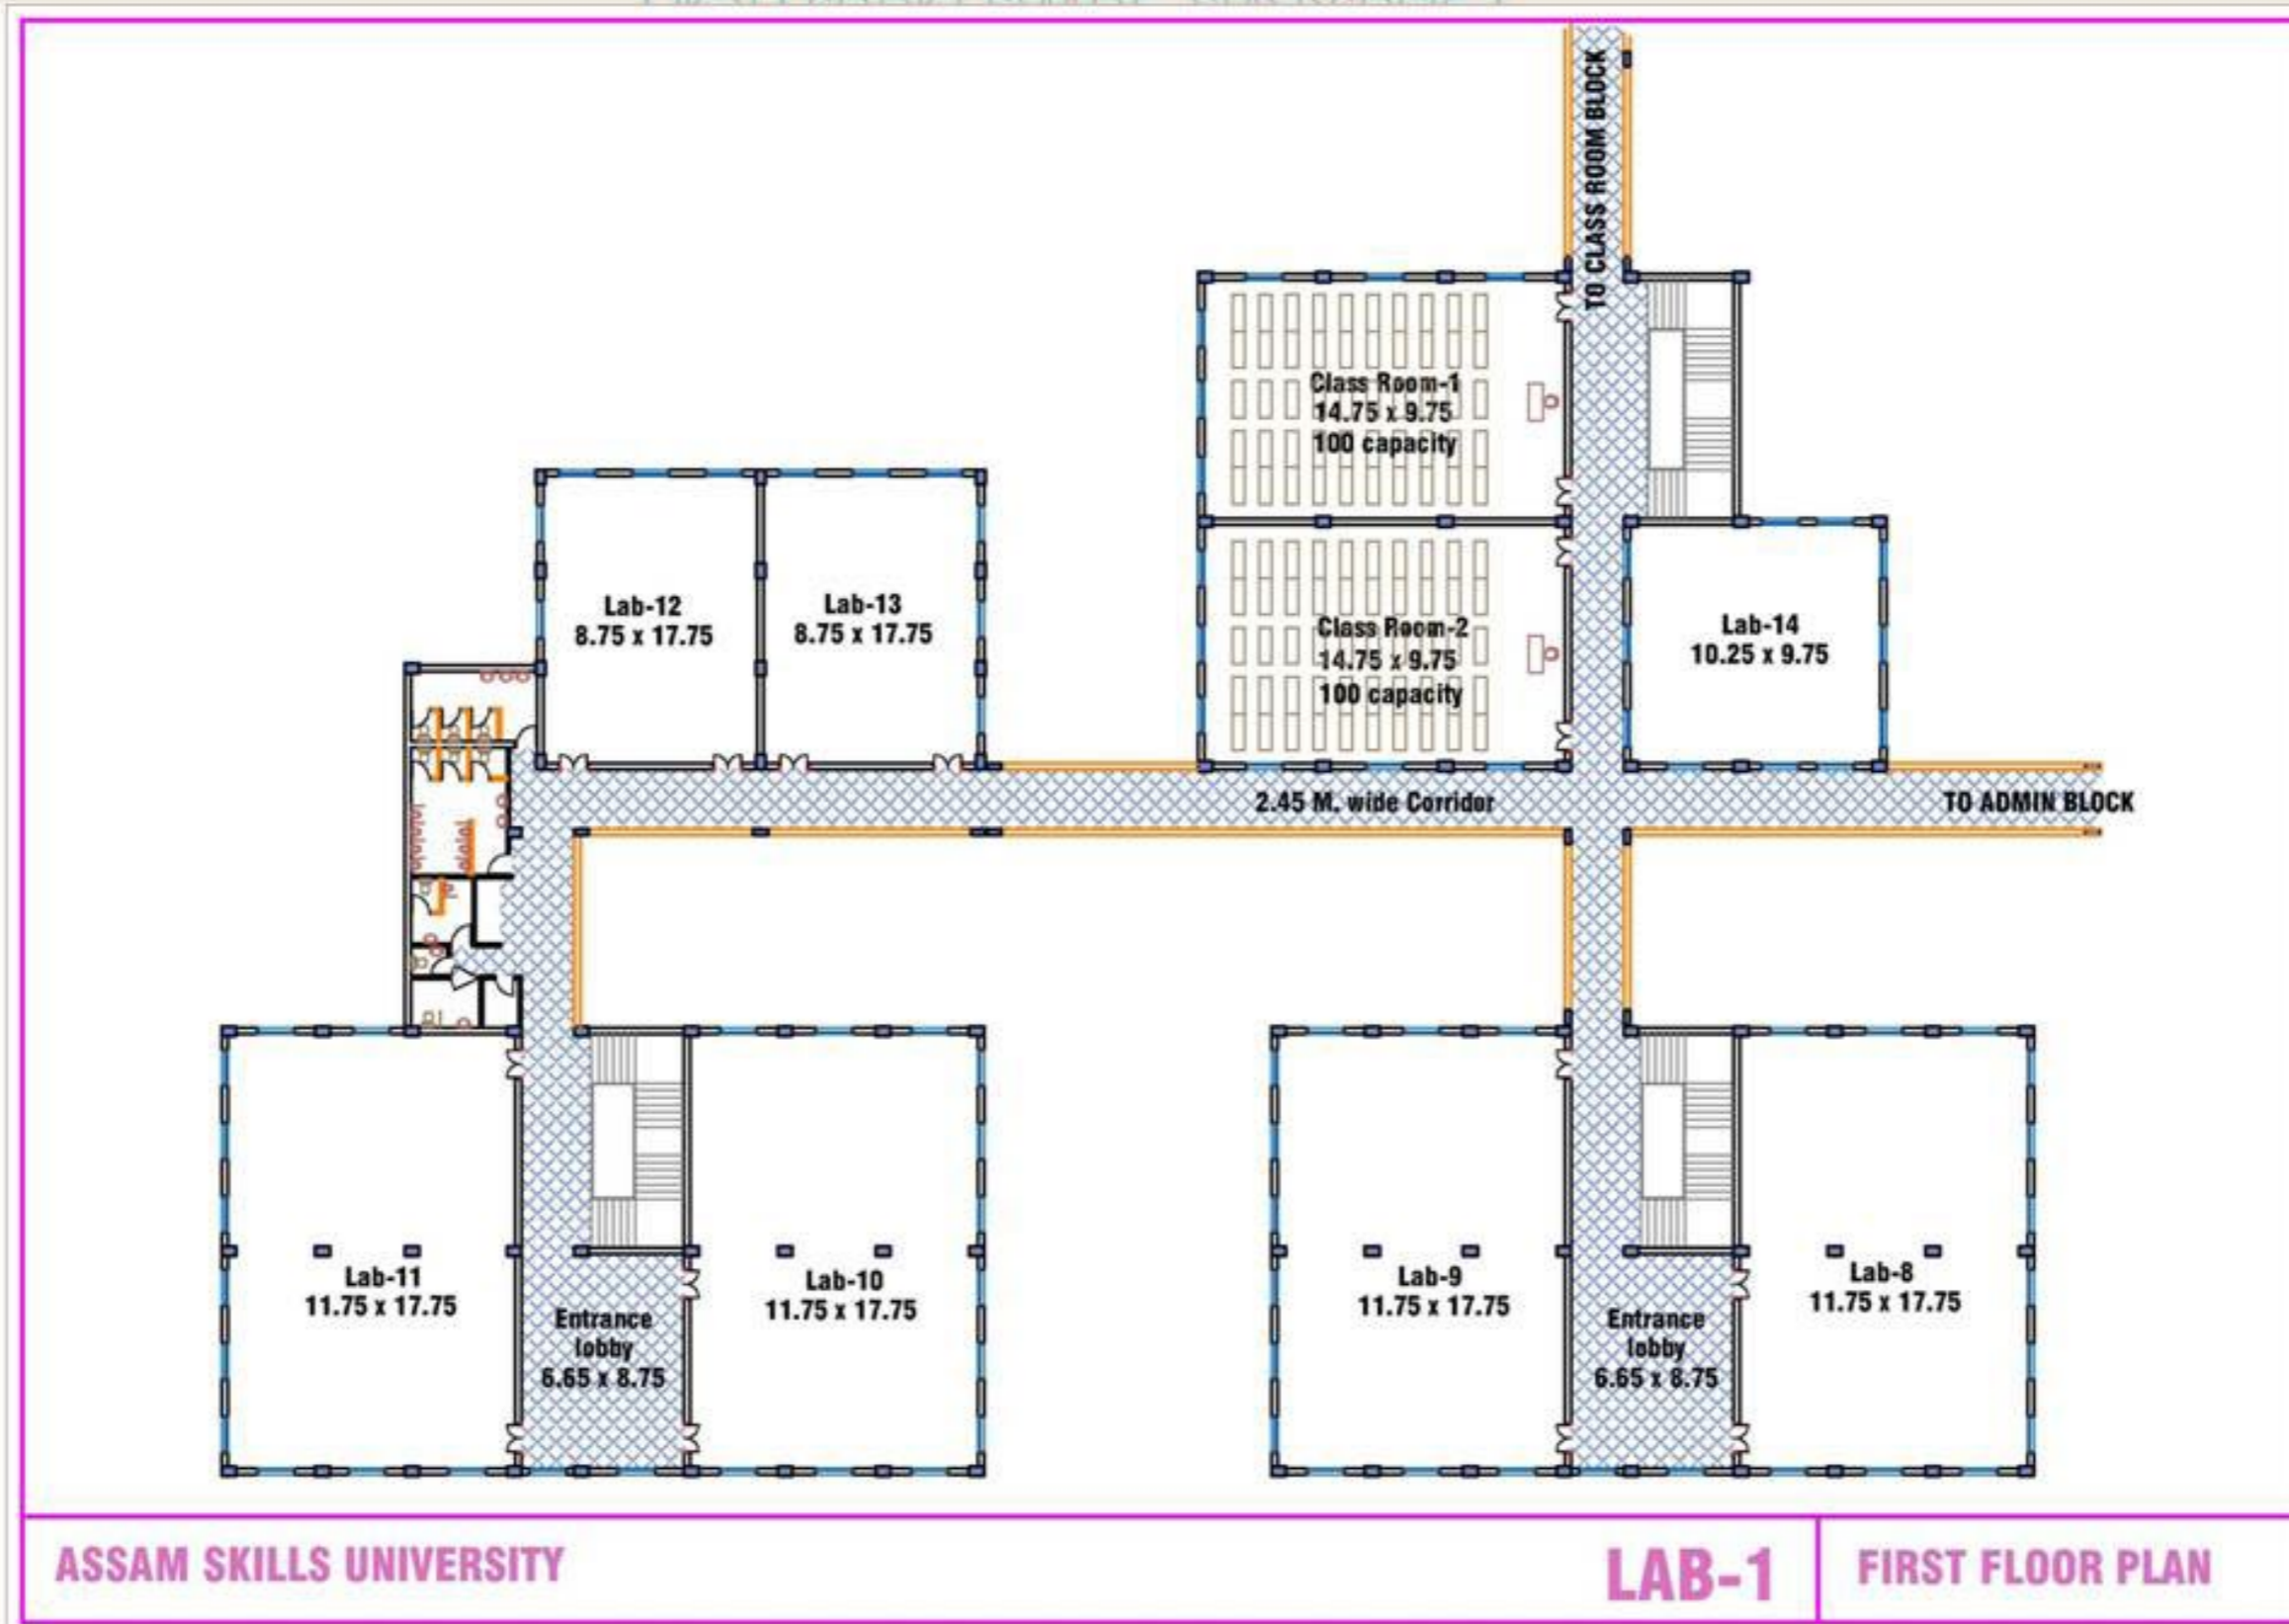 TO CLASS ROOM BLOCK
Class Room-1
14.75 x 9.75
100 capacity
Lab-12
8.75 x 17.75
Lab-13
8.75 x 17.75
Class Room-2
14.75 x 9.75
100 capacity
Lab-14
10.25 x 9.75
2.45 M. wide Corridor
TO ADMIN BLOCK
Lab-11
11.75 x 17.75
Entrance
lobby
6.65 x 8.75
Lab-10
11.75 x 17.75
Lab-9
11.75 x 17.75
Entrance
lobby
6.65 x 8.75
Lab-8
11.75 x 17.75
ASSAM SKILLS UNIVERSITY
LAB-1
FIRST FLOOR PLAN